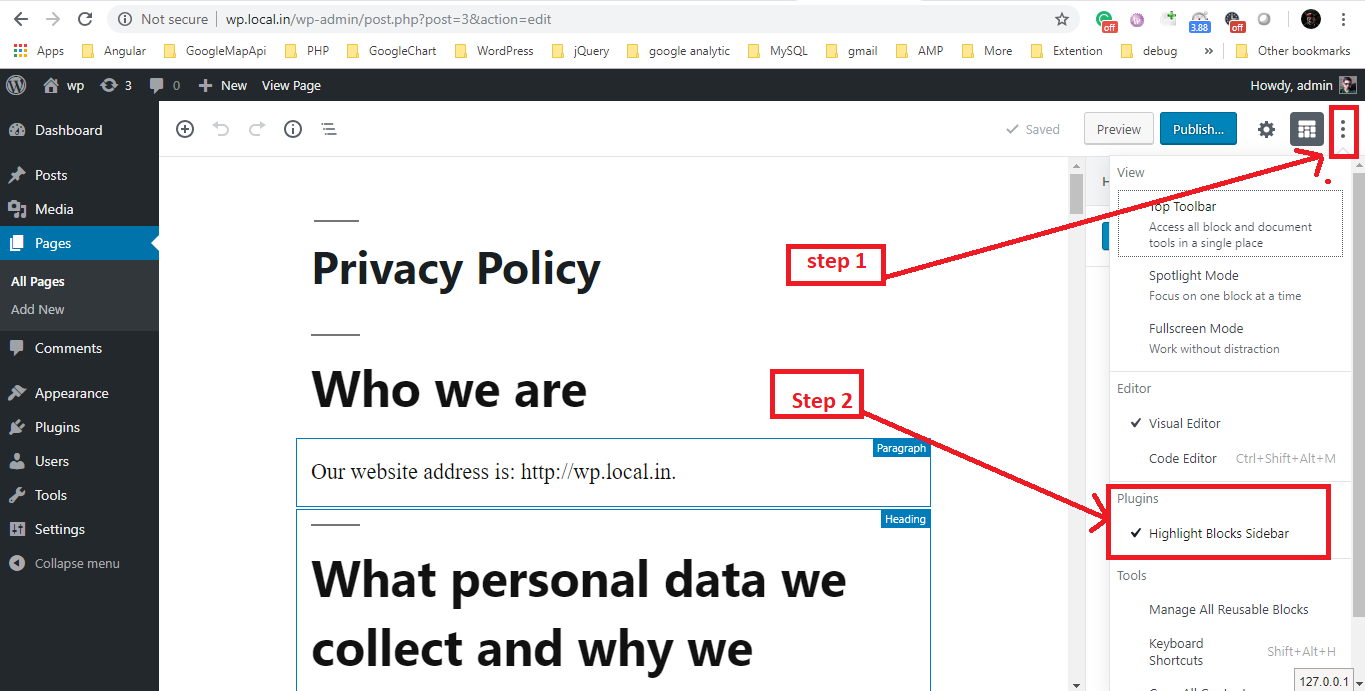 Not secure | wp.local.in/wp-admin/post.php?post=3&action=edit
off 3.88 off
Apps Angular GoogleMapApi PHP GoogleChart WordPress jQuery google analytic MySQL gmail AMP More Extention debug » Other bookmarks
wp 3 0 New View Page Howdy, admin
Dashboard
Posts
Media
Pages
All Pages
Add New
Comments
Appearance
Plugins
Users
Tools
Settings
Collapse menu
Saved Preview Publish...
Privacy Policy
Who we are
Paragraph
Our website address is: http://wp.local.in.
Heading
What personal data we
collect and why we
step 1
Step 2
H
View
Top Toolbar
Access all block and document
tools in a single place
Spotlight Mode
Focus on one block at a time
Fullscreen Mode
Work without distraction
Editor
Visual Editor
Code Editor Ctrl+Shift+Alt+M
Plugins
Highlight Blocks Sidebar
Tools
Manage All Reusable Blocks
Keyboard
Shortcuts Shift+Alt+H
127.0.0.1